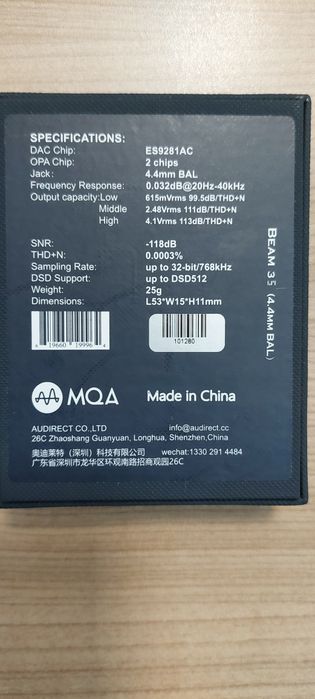 SPECIFICATIONS:
DAC Chip: ES9281AC
OPA Chip: 2 chips
Jack : 4.4mm BAL
Frequency Response: 0.032dB@20Hz-40kHz
Output capacity:Low 615mVrms 99.5dB/THD+N
Middle 2.48Vrms 111dB/THD+N
High 4.1Vrms 113dB/THD+N
SNR: -118dB
THD+N: 0.0003%
Sampling Rate: up to 32-bit/768kHz
DSD Support: up to DSD512
Weight: 25g
Dimensions: L53*W15*H11mm
BEAM 3S (4.4MM BAL)
6 19660 19996 4
101280
MQA
Made in China
AUDIRECT CO.,LTD info@audirect.cc
26C Zhaoshang Guanyuan, Longhua, Shenzhen,China
奥迪莱特（深圳）科技有限公司 wechat:1330 291 4484
广东省深圳市龙华区环观南路招商观园26C